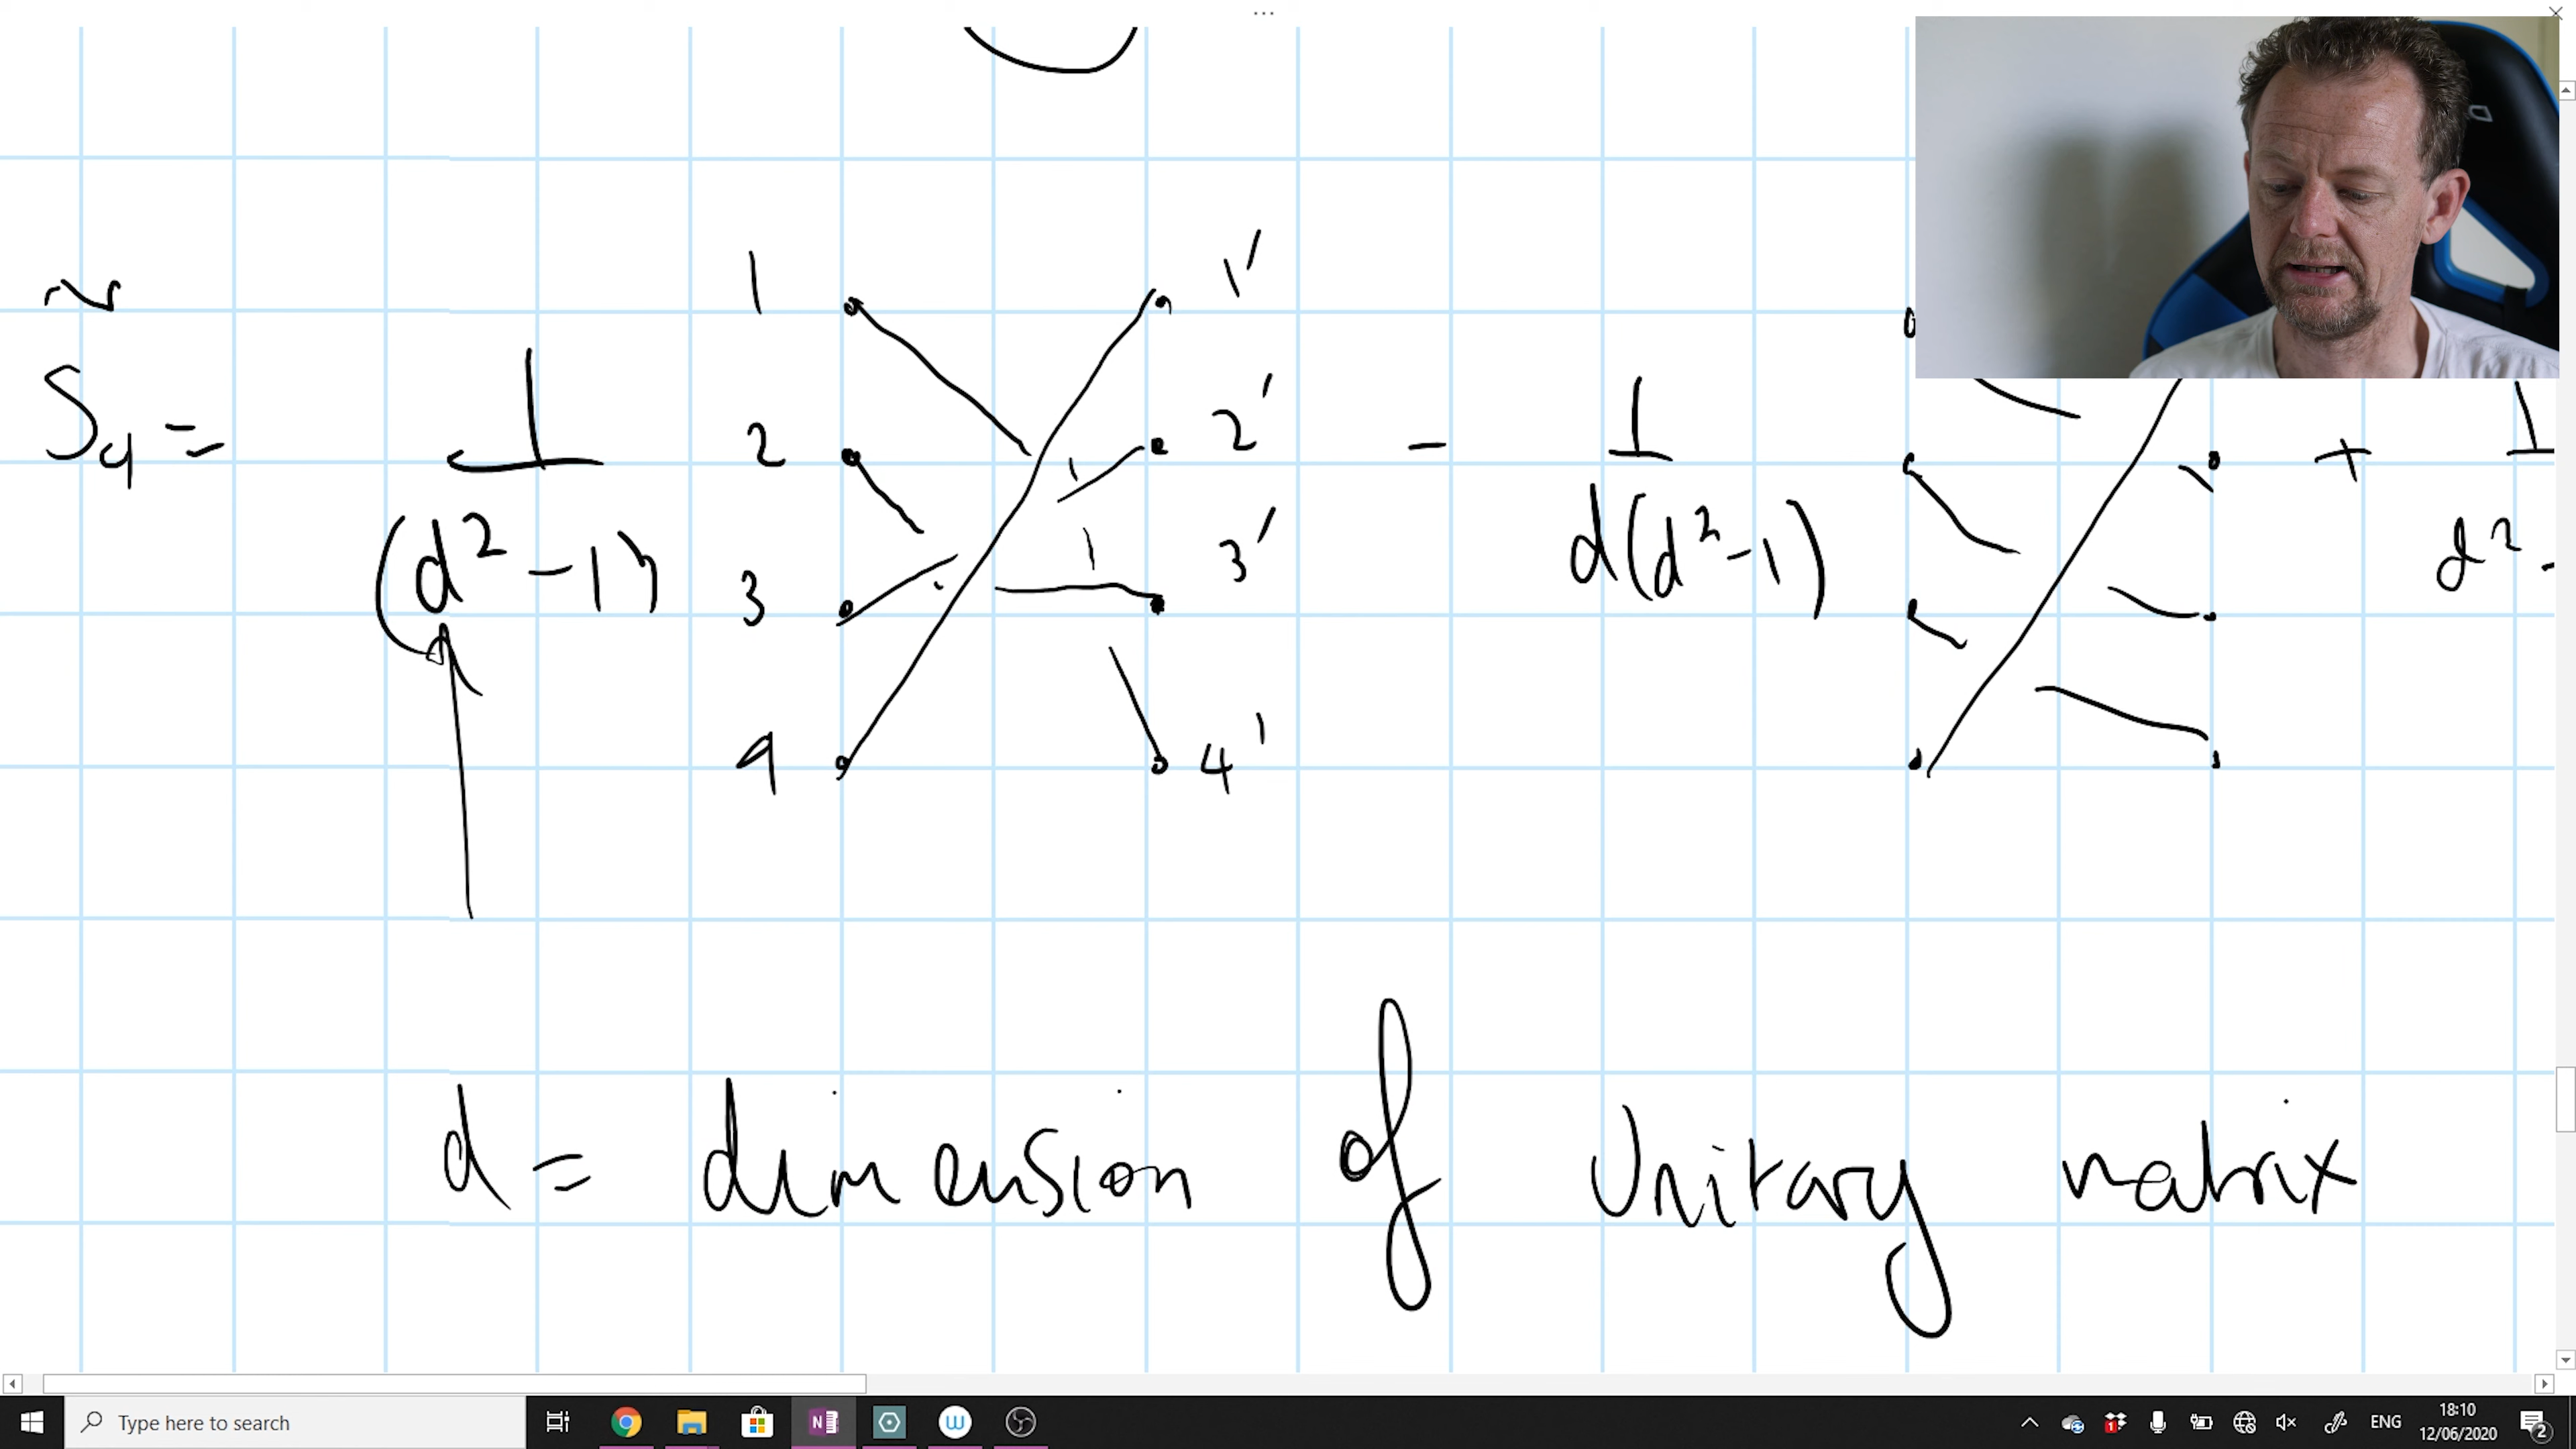 1 1'
S̃₄ = 1/(d² - 1) 2 2' - 1/(d(d² - 1)) + 1/(d² -
3 3'
4 4'
d = dimension of Unitary matrix
Type here to search
ENG
18:10
12/06/2020